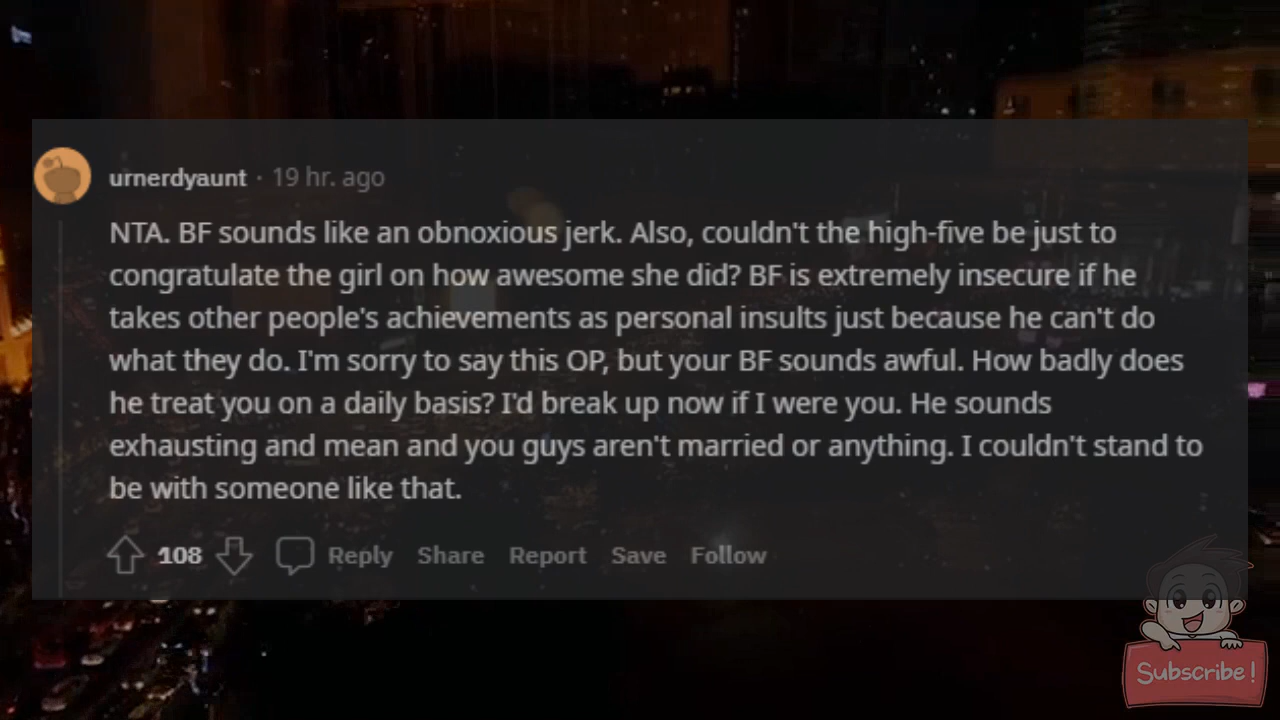 urnerdyaunt · 19 hr. ago
NTA. BF sounds like an obnoxious jerk. Also, couldn't the high-five be just to
congratulate the girl on how awesome she did? BF is extremely insecure if he
takes other people's achievements as personal insults just because he can't do
what they do. I'm sorry to say this OP, but your BF sounds awful. How badly does
he treat you on a daily basis? I'd break up now if I were you. He sounds
exhausting and mean and you guys aren't married or anything. I couldn't stand to
be with someone like that.
108 Reply Share Report Save Follow
Subscribe!